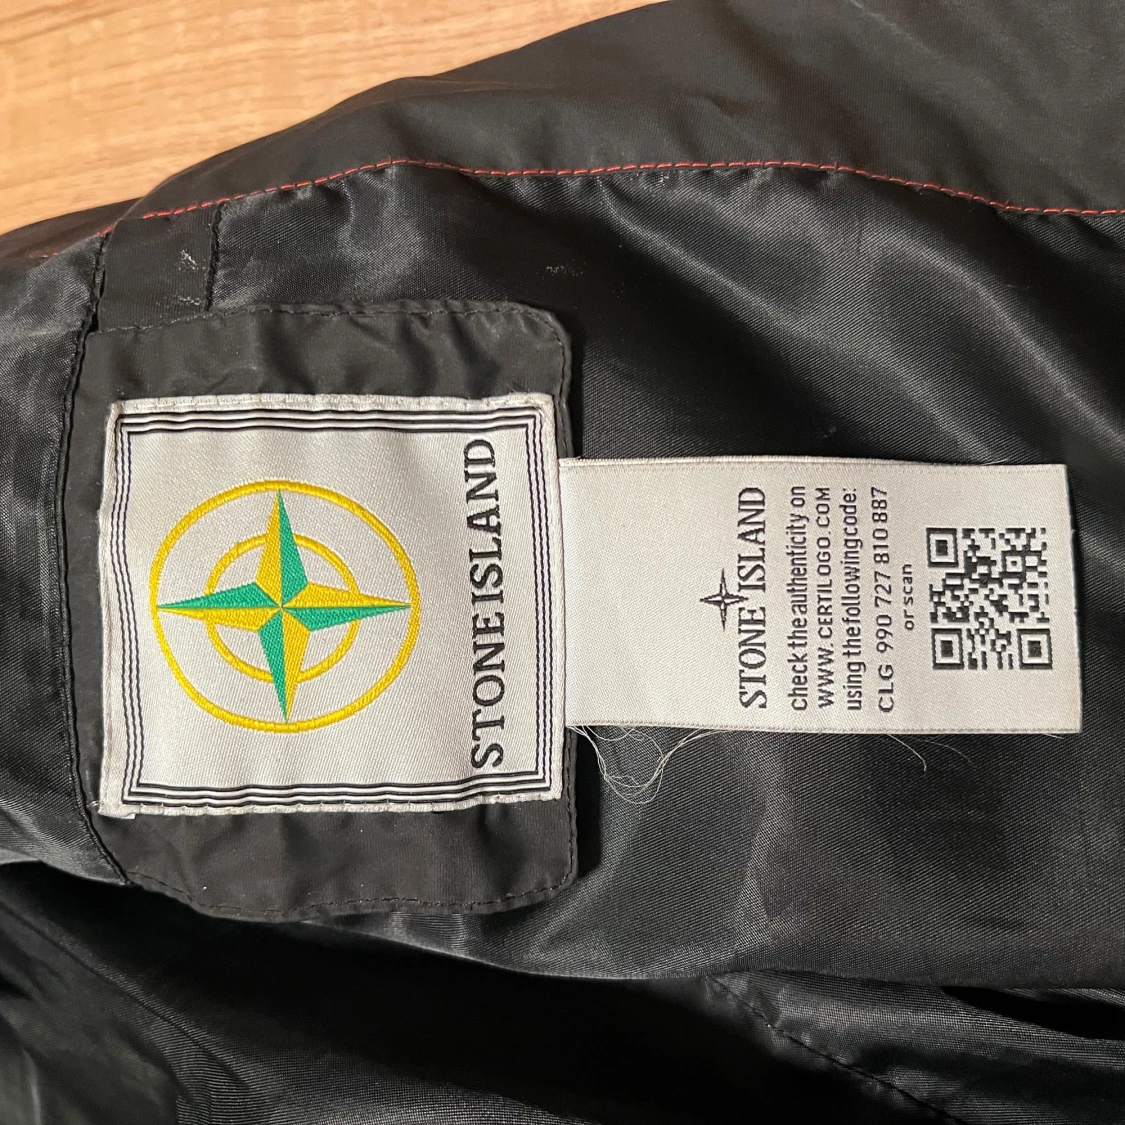 STONE ISLAND
STONE ISLAND
check the authenticity on
WWW. CERTILOGO. COM
using the following code:
CLG 990 727 810 887
or scan